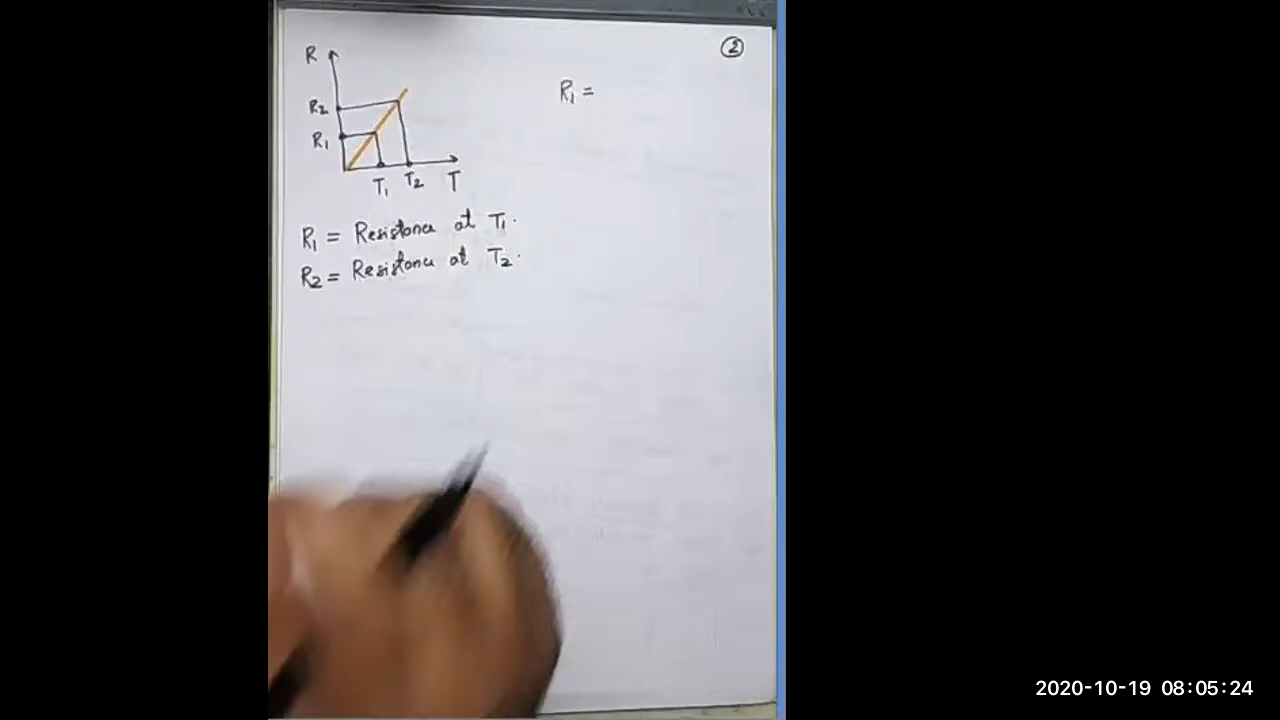 ②
R
R₁ =
R₂
R₁
T₁ T₂ T
R₁ = Resistance at T₁.
R₂ = Resistance at T₂.
2020-10-19 08:05:24